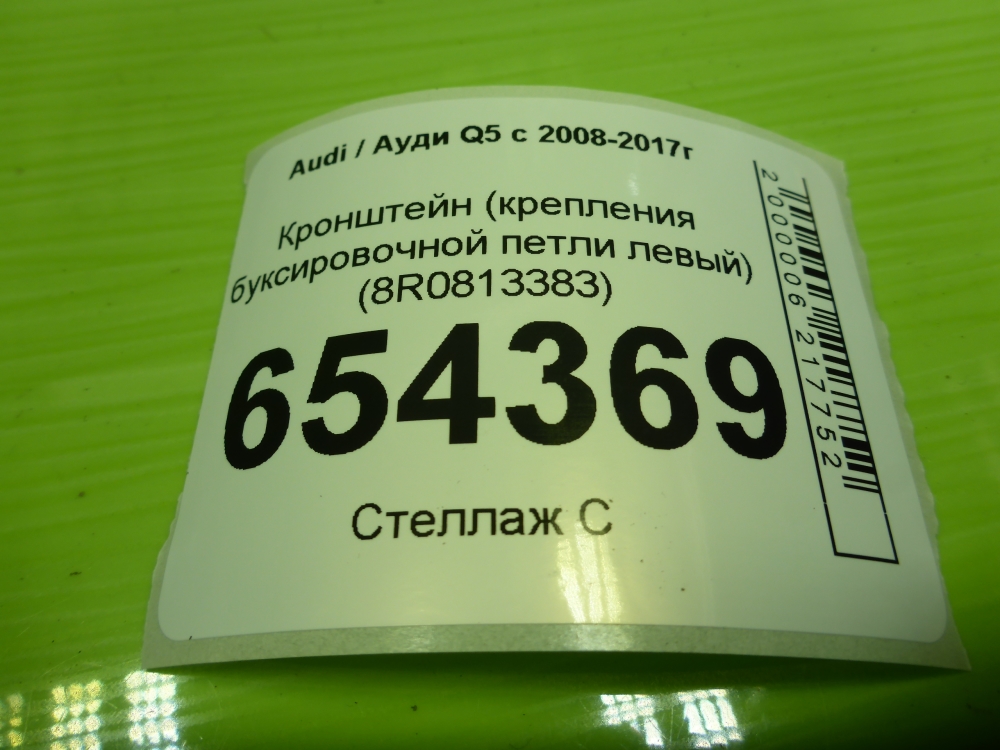 Audi / Ауди Q5 с 2008-2017г
Кронштейн (крепления
буксировочной петли левый)
(8R0813383)
654369
Стеллаж С
2000006217752